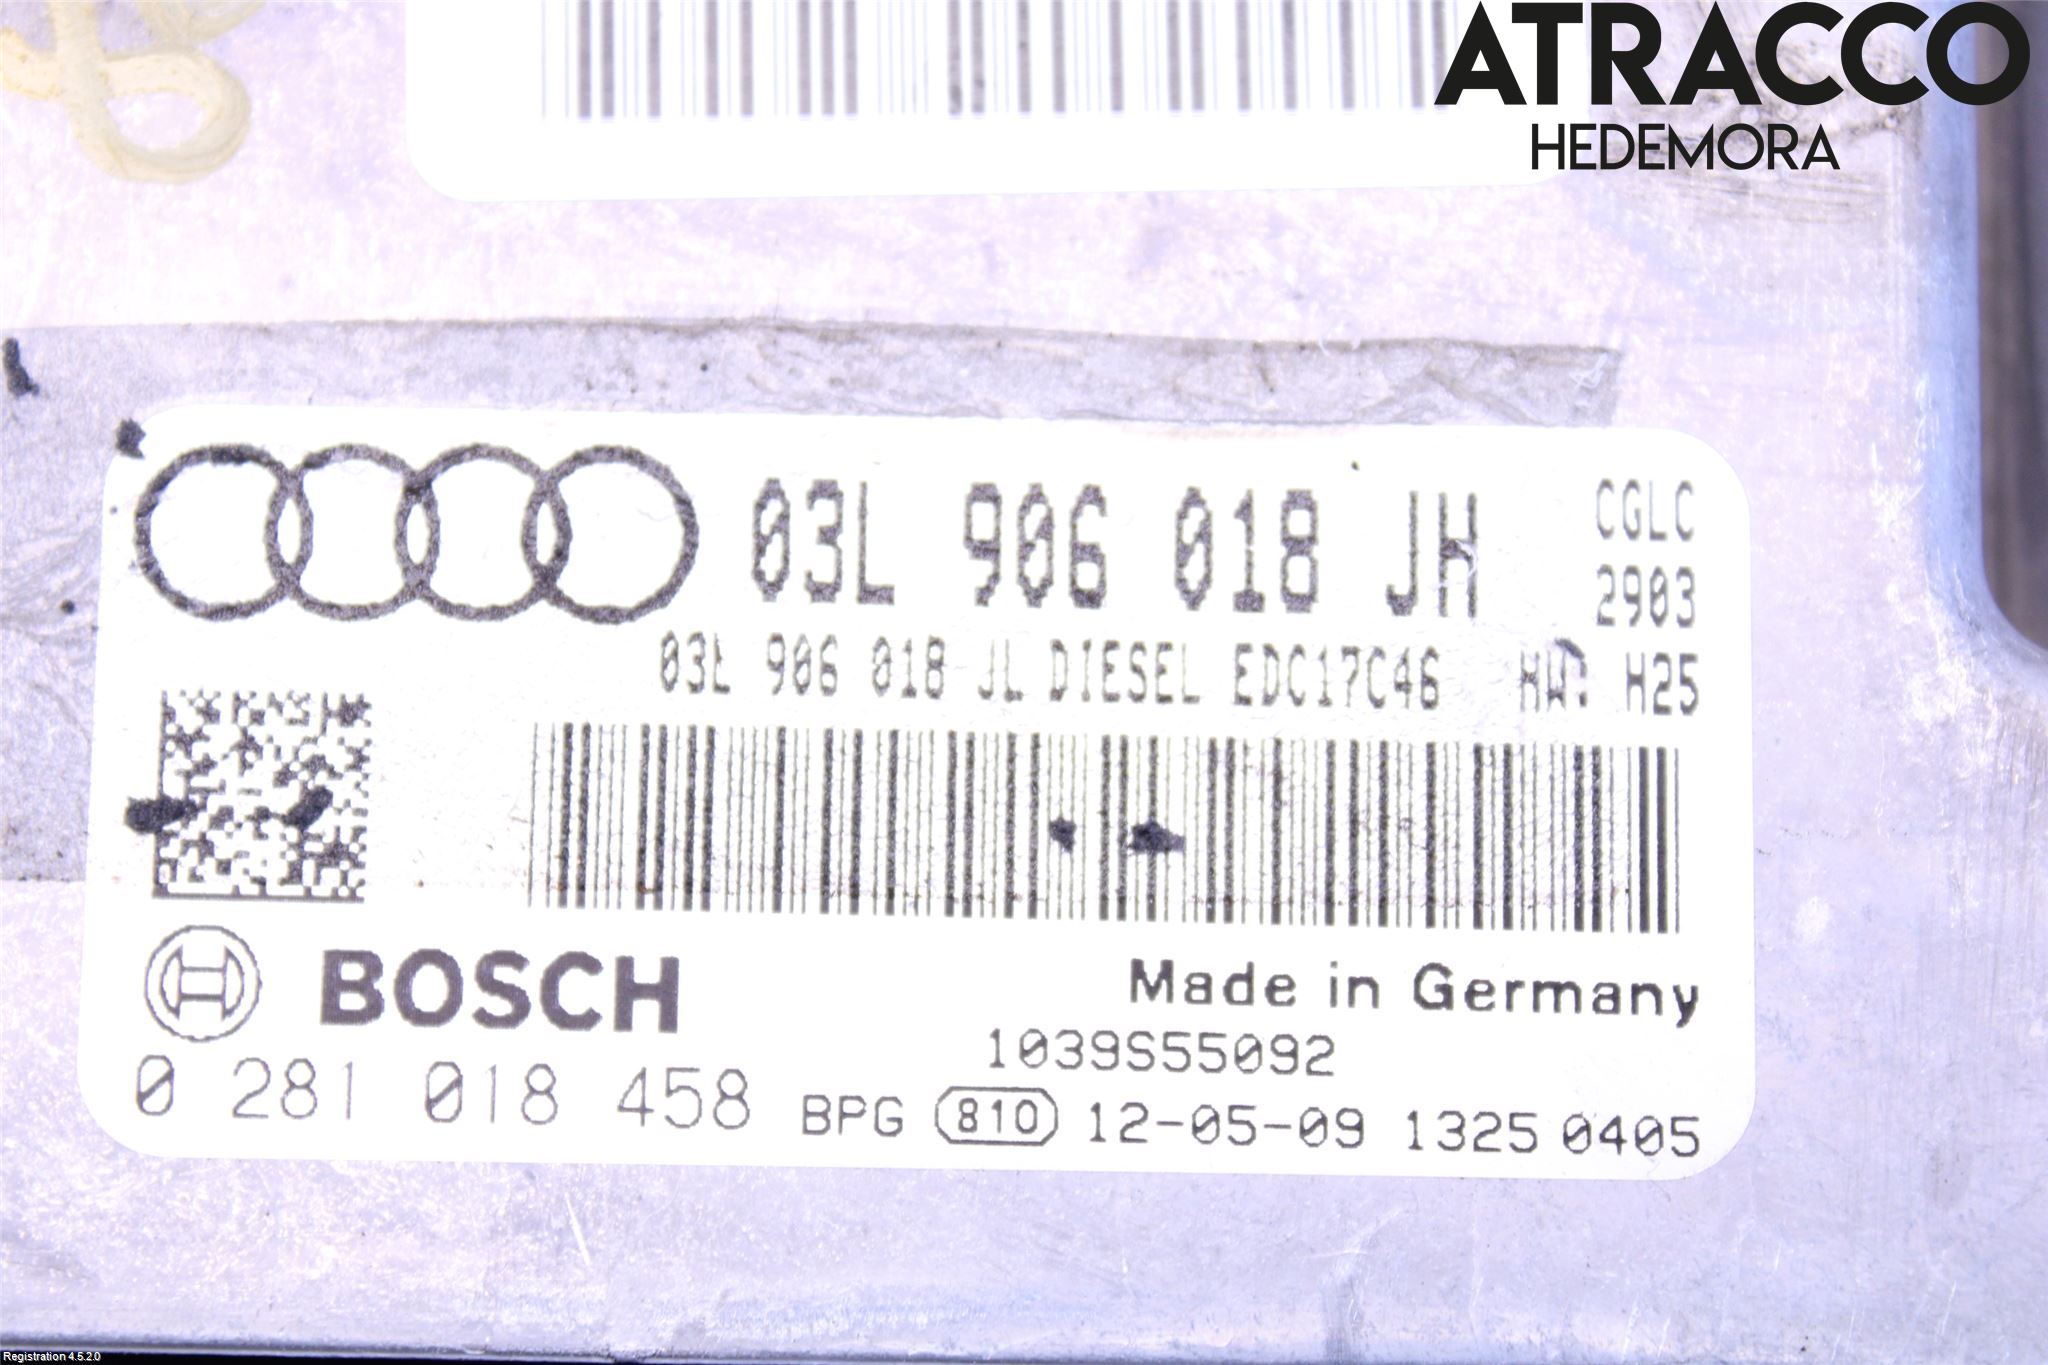 ATRACCO
HEDEMORA
03L 906 018 JH
CGLC
2903
03L 906 018 JL DIESEL EDC17C46 HW: H25
BOSCH
Made in Germany
1039S55092
0 281 018 458 BPG 810 12-05-09 1325 0405
Registration 4.5.2.0